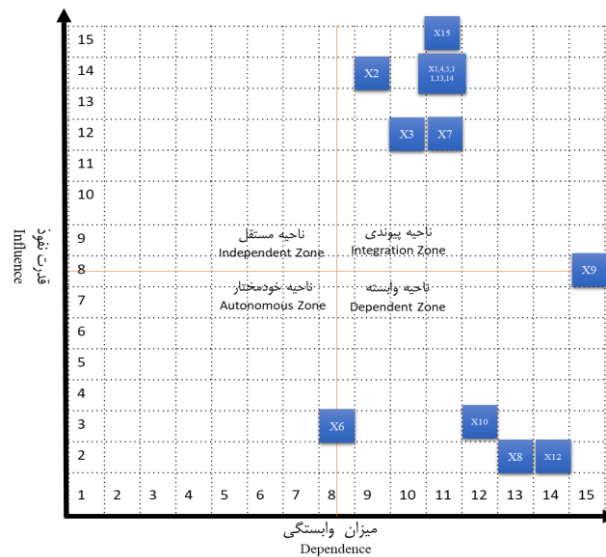 15
X15
14
X2
X1,4,5,1
1,13,14
13
12
X3
X7
11
10
9
ناحیه مستقل
Independent Zone
ناحیه پیوندی
Integration Zone
قدرت نفوذ
Influence
8
X9
7
ناحیه خودمختار
Autonomous Zone
ناحیه وابسته
Dependent Zone
6
5
4
3
X6
X10
2
X8
X12
1 2 3 4 5 6 7 8 9 10 11 12 13 14 15
میزان وابستگی
Dependence